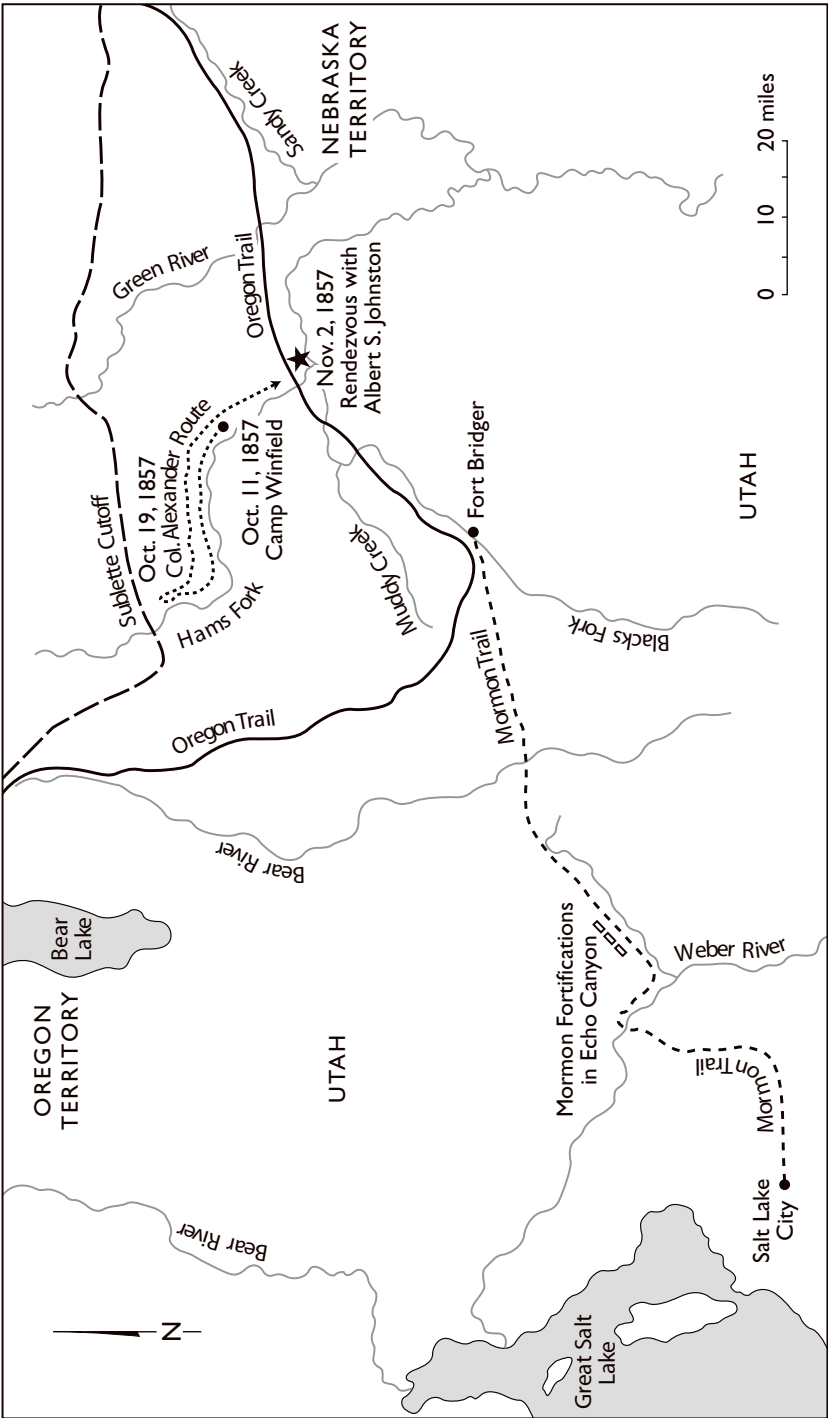 OREGON
TERRITORY
Bear
Lake
Sublette Cutoff
Oct. 19, 1857
Col. Alexander Route
Hams Fork
Oct. 11, 1857
Camp Winfield
Green River
Oregon Trail
Sandy Creek
NEBRASKA
TERRITORY
Nov. 2, 1857
Rendezvous with
Albert S. Johnston
Oregon Trail
Bear River
Bear River
UTAH
Muddy Creek
Fort Bridger
Mormon Trail
Blacks Fork
Mormon Fortifications
in Echo Canyon
Weber River
Mormon Trail
Salt Lake
City
Great Salt
Lake
UTAH
0 10 20 miles
N